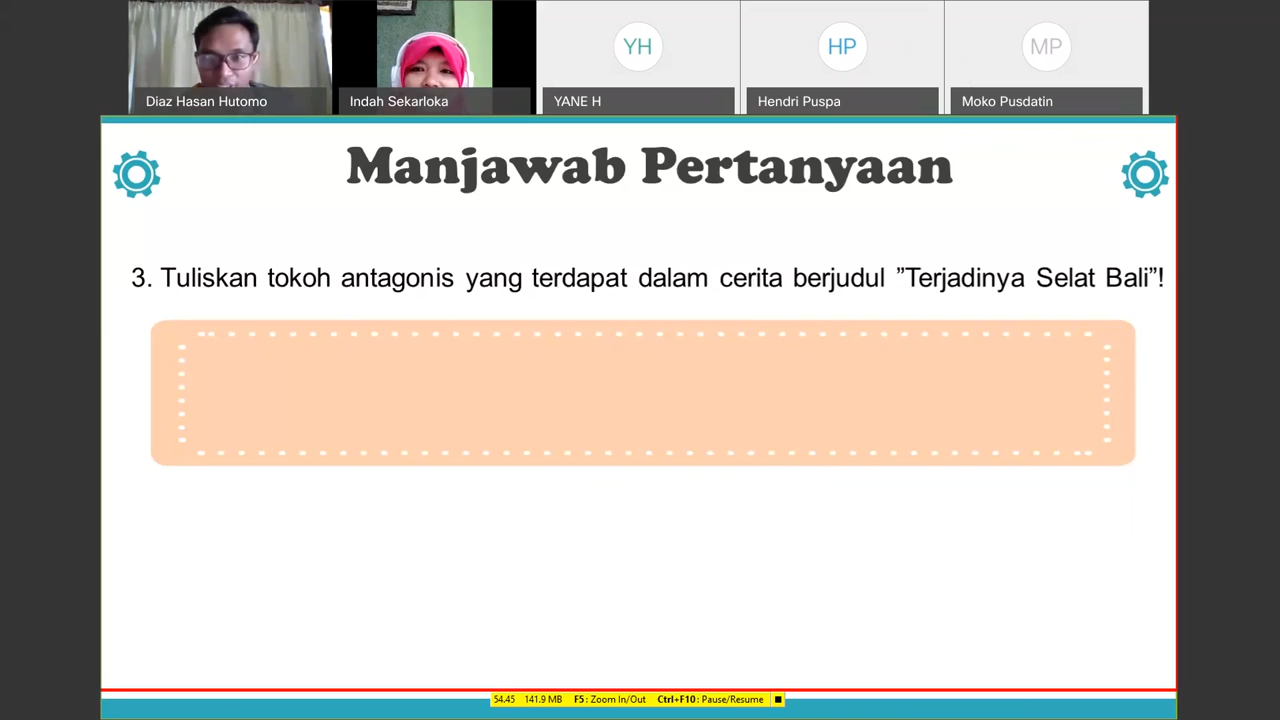 YH
HP
MP
Diaz Hasan Hutomo
Indah Sekarloka
YANE H
Hendri Puspa
Moko Pusdatin
Manjawab Pertanyaan
3. Tuliskan tokoh antagonis yang terdapat dalam cerita berjudul ”Terjadinya Selat Bali”!
54.45 141.9 MB F5: Zoom In/Out Ctrl+F10: Pause/Resume